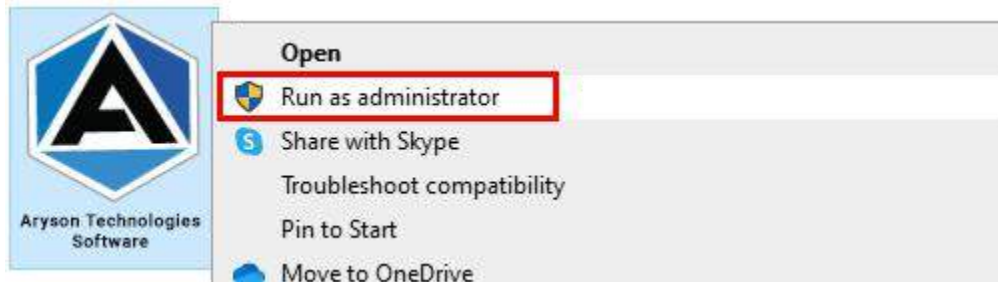 Open
Run as administrator
Share with Skype
Troubleshoot compatibility
Pin to Start
Move to OneDrive
Aryson Technologies
Software